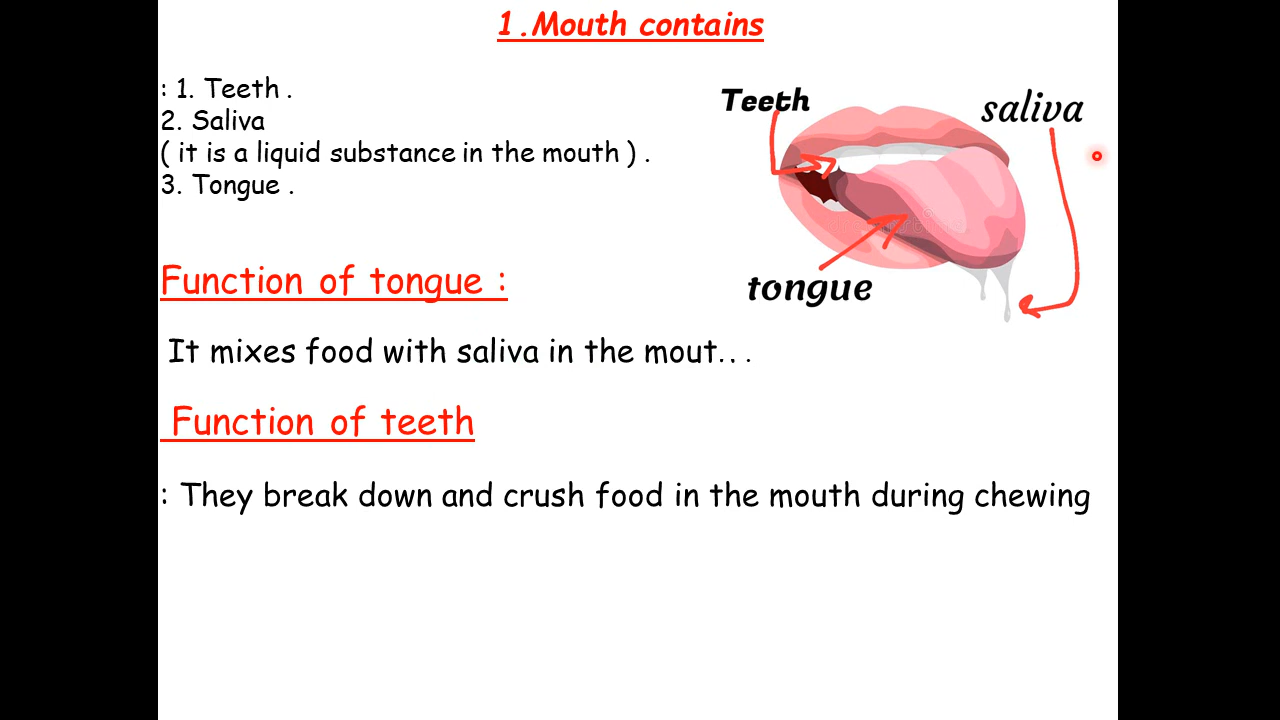 1.Mouth contains
: 1. Teeth .
2. Saliva
( it is a liquid substance in the mouth ) .
3. Tongue .
Teeth
saliva
tongue
Function of tongue :
It mixes food with saliva in the mout.. .
Function of teeth
: They break down and crush food in the mouth during chewing